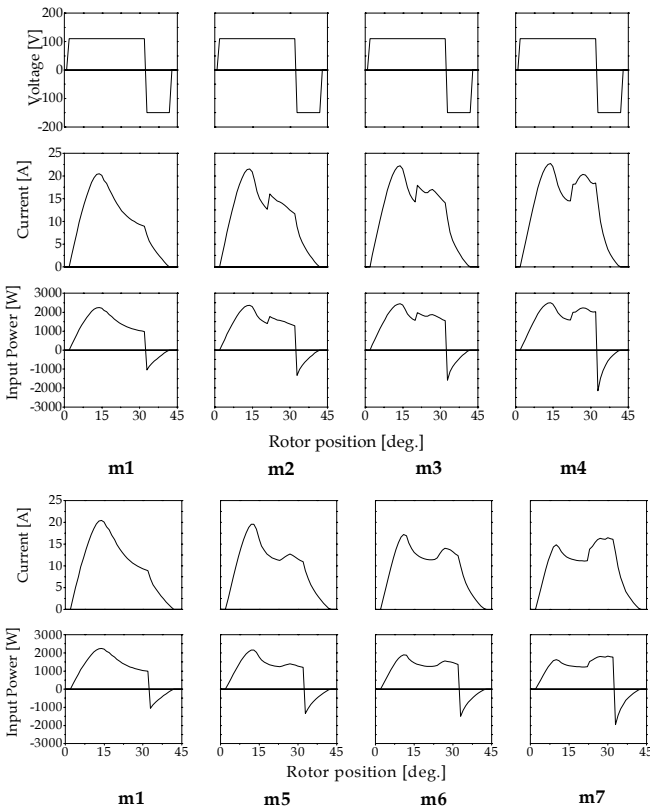 Voltage [V]
200
100
0
-100
-200
Current [A]
25
20
15
10
5
0
Input Power [W]
3000
2000
1000
0
-1000
-2000
-3000
0 15 30 45 0 15 30 45 0 15 30 45 0 15 30 45
Rotor position [deg.]
m1 m2 m3 m4
Current [A]
25
20
15
10
5
0
Input Power [W]
3000
2000
1000
0
-1000
-2000
-3000
0 15 30 45 0 15 30 45 0 15 30 45 0 15 30 45
Rotor position [deg.]
m1 m5 m6 m7